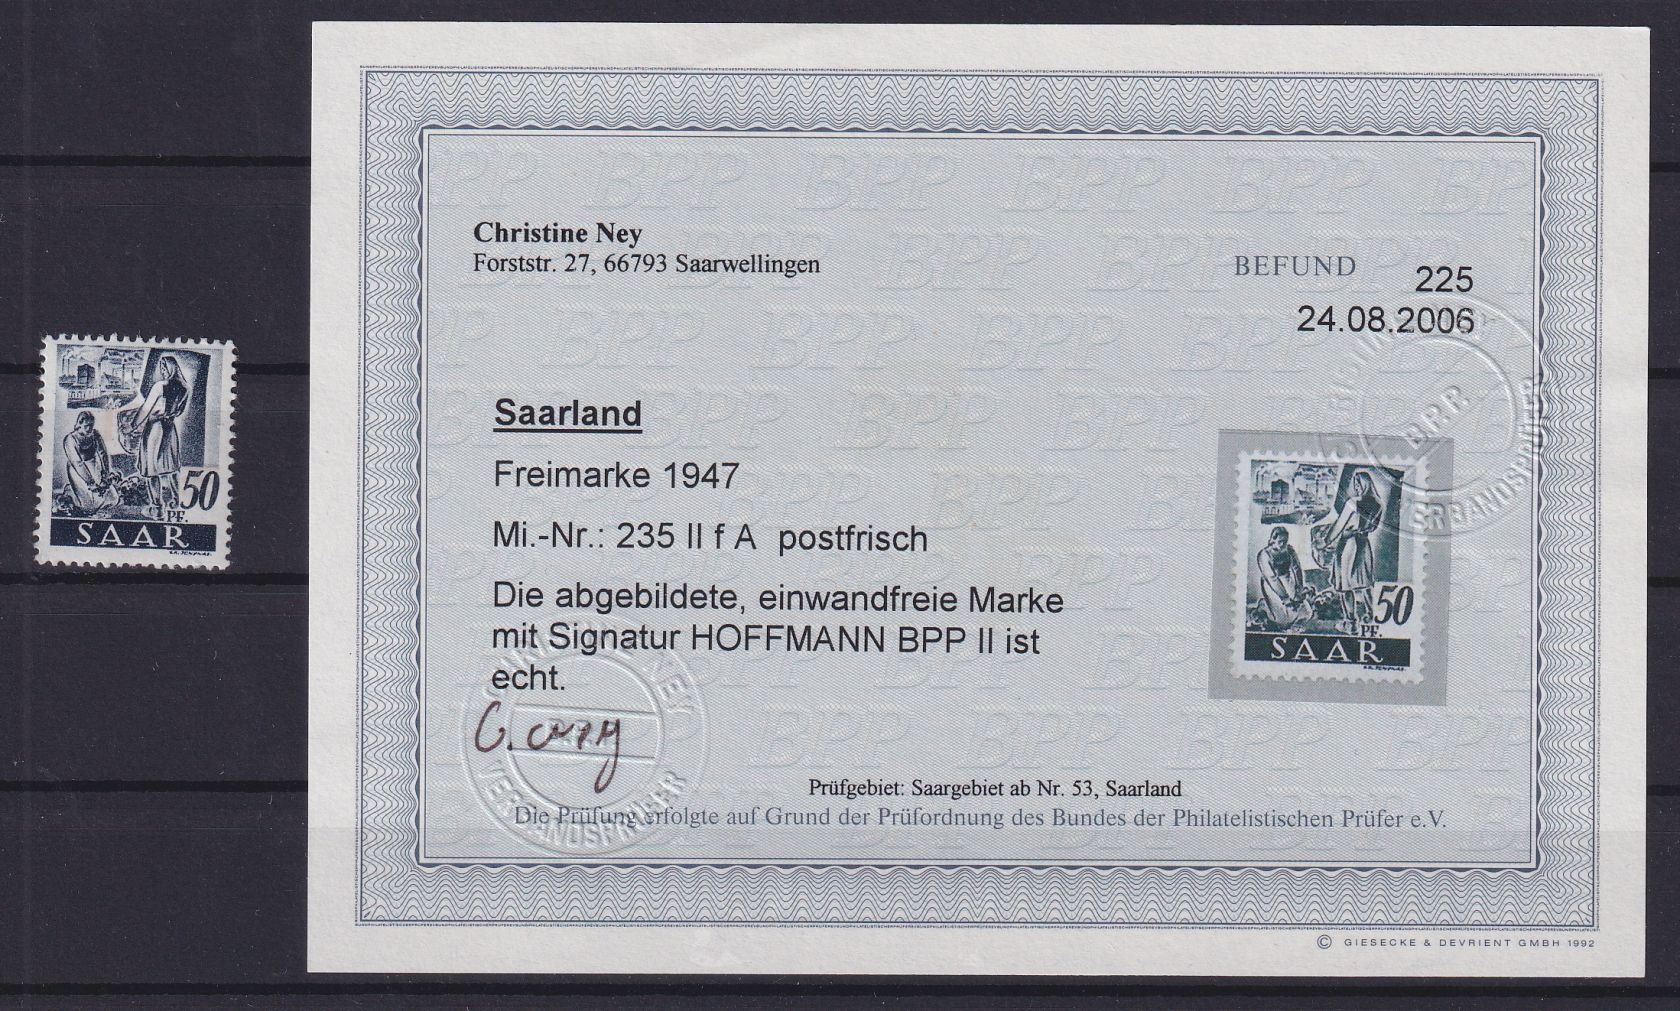 50
PF.
SAAR
Christine Ney
Forststr. 27, 66793 Saarwellingen
BEFUND
225
24.08.2006
Saarland
Freimarke 1947
Mi.-Nr.: 235 II f A postfrisch
Die abgebildete, einwandfreie Marke
mit Signatur HOFFMANN BPP II ist
echt.
50
PF.
SAAR
B.P.P.
VERBANDSPRÜFER
Prüfgebiet: Saargebiet ab Nr. 53, Saarland
Die Prüfung erfolgte auf Grund der Prüfordnung des Bundes der Philatelistischen Prüfer e.V.
© GIESECKE & DEVRIENT GMBH 1992